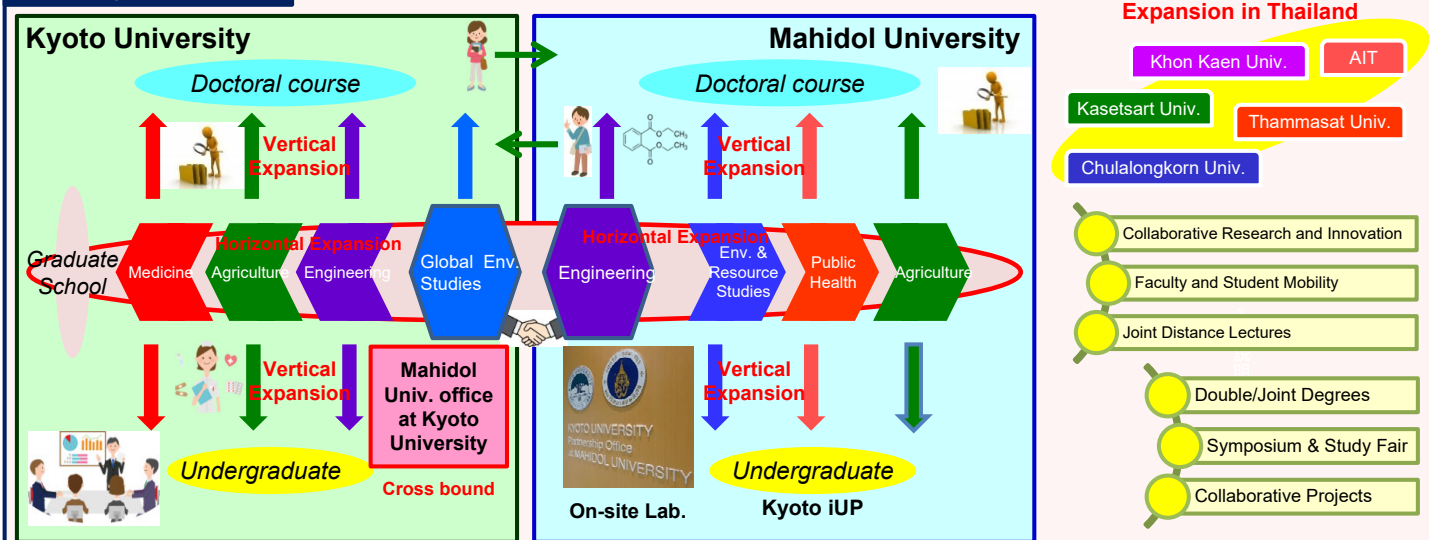 Kyoto University
Doctoral course
Vertical
Expansion
Horizontal Expansion
Graduate
School
Medicine
Agriculture
Engineering
Global Env.
Studies
Vertical
Expansion
Mahidol
Univ. office
at Kyoto
University
Undergraduate
Cross bound
Mahidol University
Doctoral course
O
O
O
O
CH₃
CH₃
Vertical
Expansion
Horizontal Expansion
Engineering
Env. &
Resource
Studies
Public
Health
Agriculture
KYOTO UNIVERSITY
Partnership Office
at MAHIDOL UNIVERSITY
Vertical
Expansion
Undergraduate
On-site Lab.
Kyoto iUP
Expansion in Thailand
Khon Kaen Univ.
AIT
Kasetsart Univ.
Thammasat Univ.
Chulalongkorn Univ.
Collaborative Research and Innovation
Faculty and Student Mobility
Joint Distance Lectures
Double/Joint Degrees
Symposium & Study Fair
Collaborative Projects